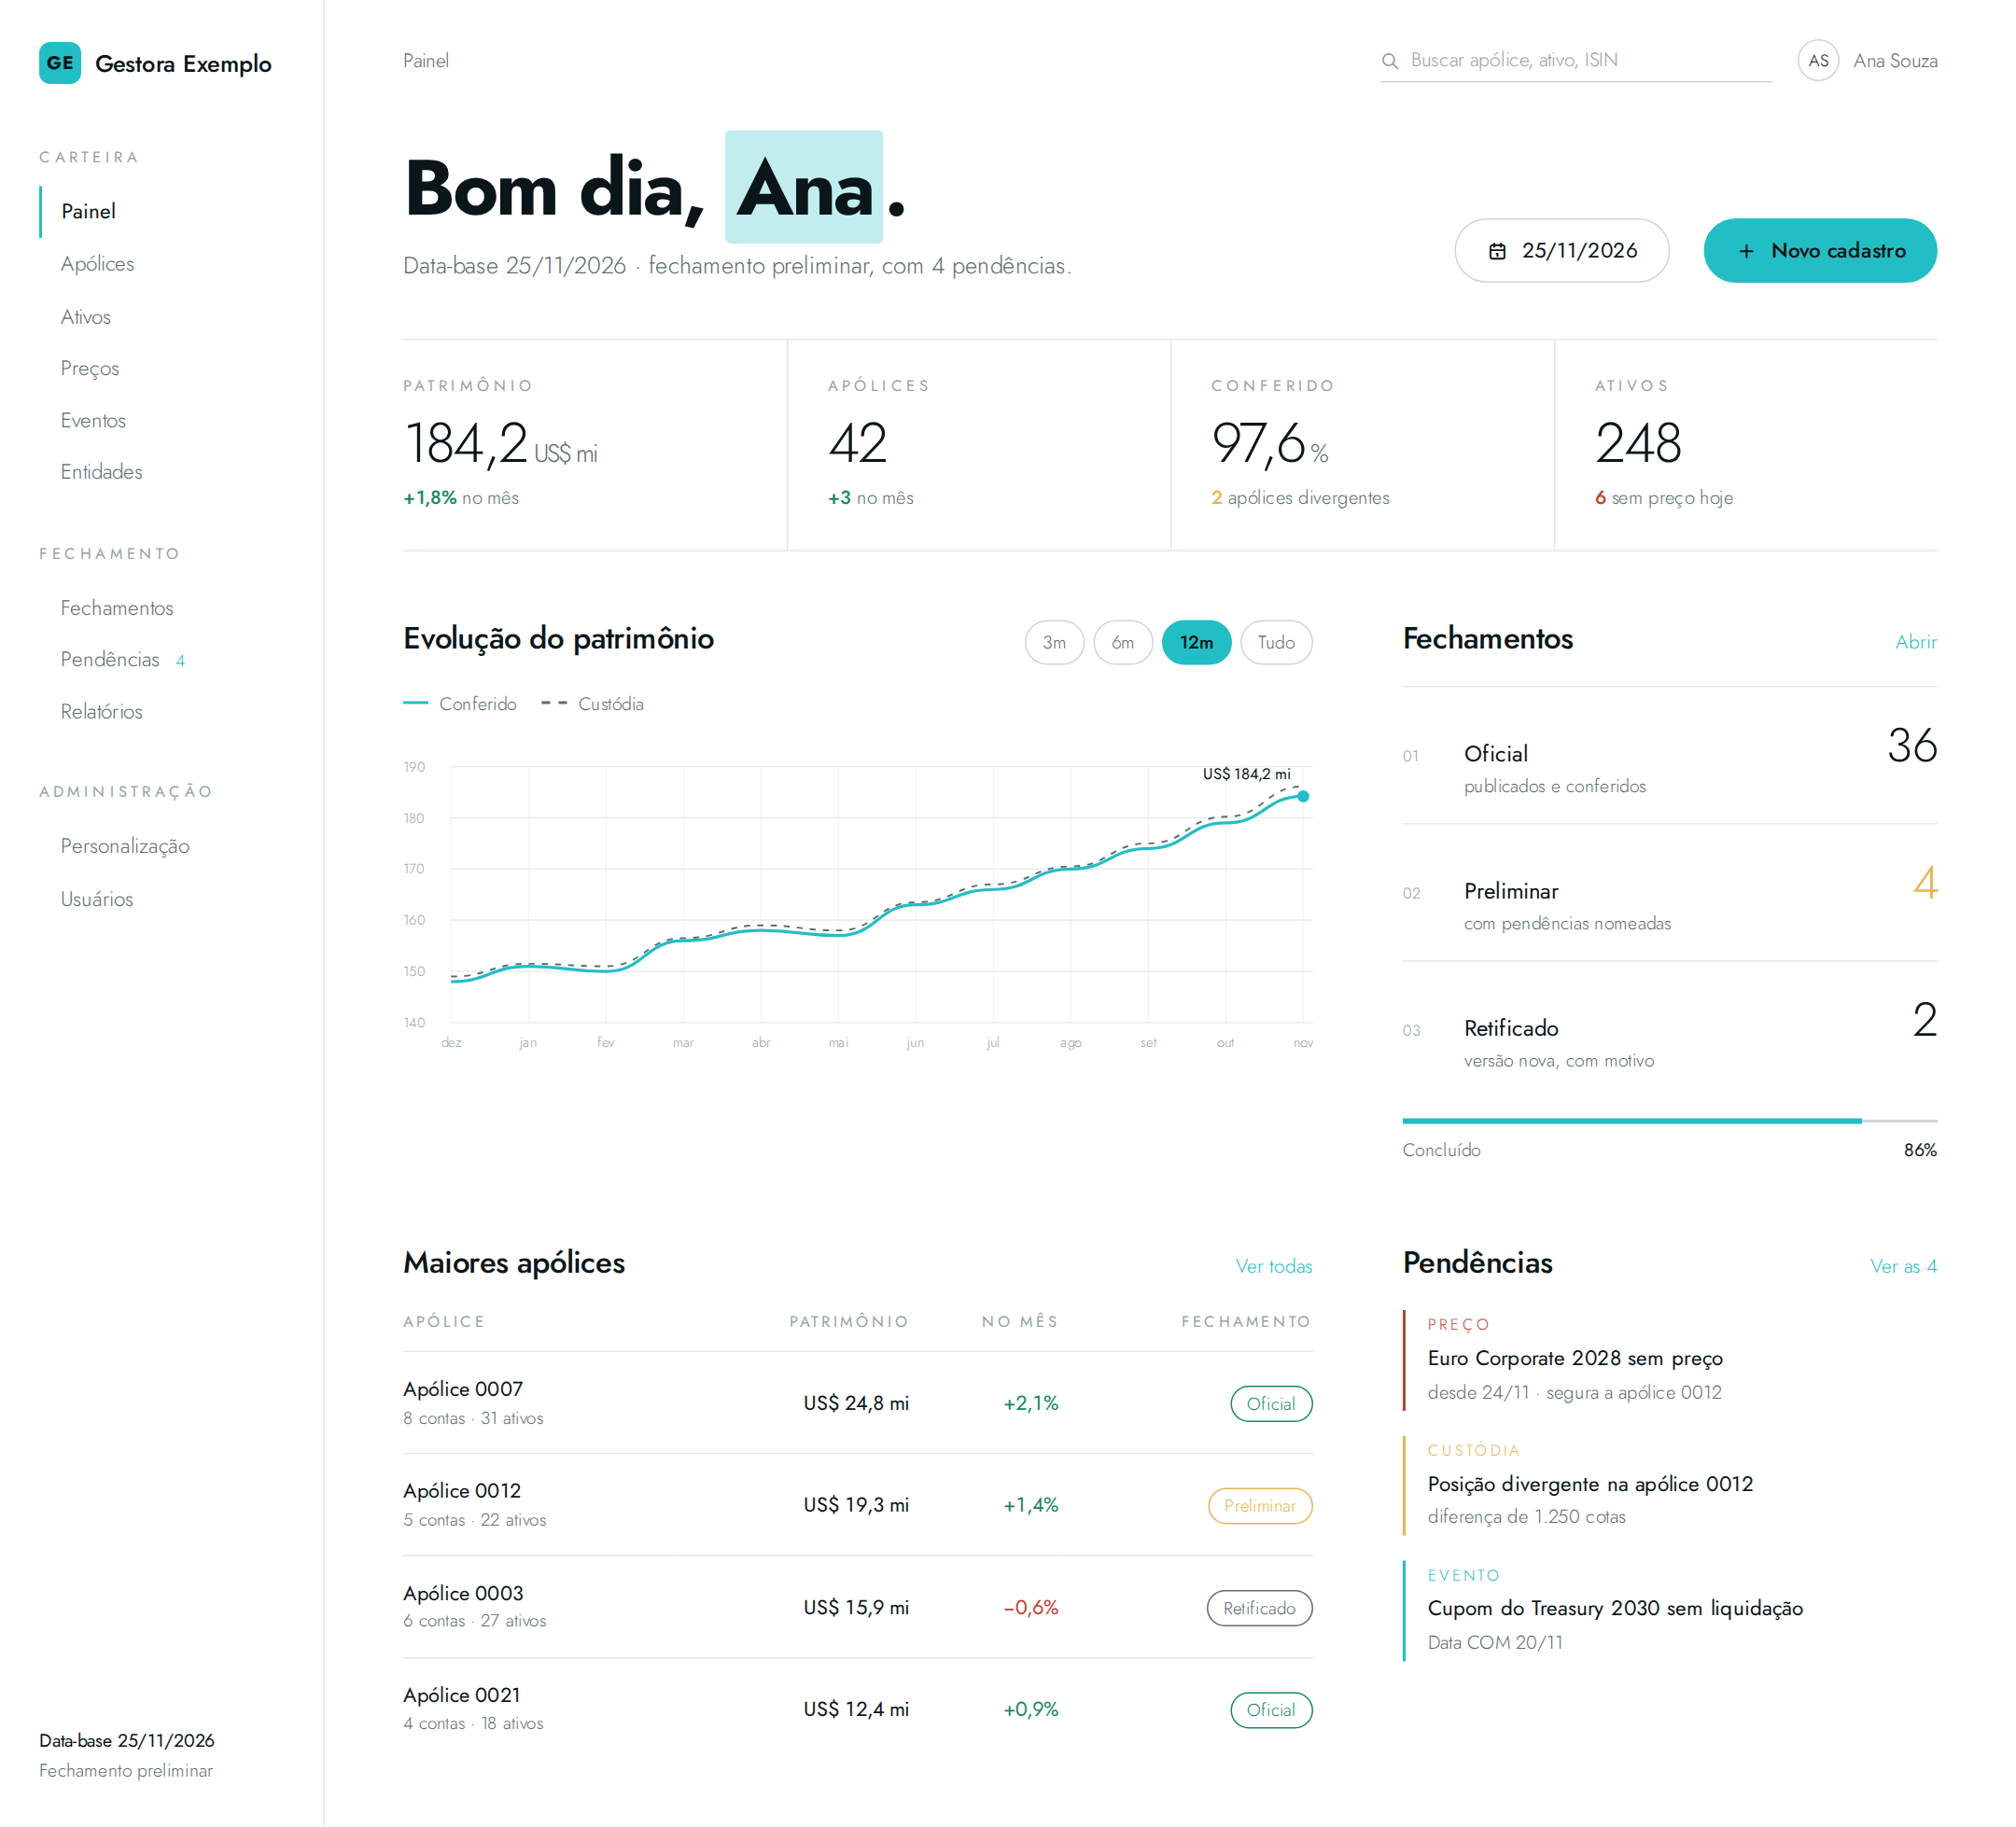 GE Gestora Exemplo
CARTEIRA
Painel
Apólices
Ativos
Preços
Eventos
Entidades
FECHAMENTO
Fechamentos
Pendências 4
Relatórios
ADMINISTRAÇÃO
Personalização
Usuários
Data-base 25/11/2026
Fechamento preliminar
Painel
Buscar apólice, ativo, ISIN
AS Ana Souza
Bom dia, Ana.
Data-base 25/11/2026 · fechamento preliminar, com 4 pendências.
25/11/2026
+ Novo cadastro
PATRIMÔNIO
184,2 US$ mi
+1,8% no mês
APÓLICES
42
+3 no mês
CONFERIDO
97,6 %
2 apólices divergentes
ATIVOS
248
6 sem preço hoje
Evolução do patrimônio
3m 6m 12m Tudo
Conferido Custódia
190
180
170
160
150
140
US$ 184,2 mi
dez jan fev mar abr mai jun jul ago set out nov
Fechamentos Abrir
01 Oficial 36
publicados e conferidos
02 Preliminar 4
com pendências nomeadas
03 Retificado 2
versão nova, com motivo
Concluído 86%
Maiores apólices Ver todas
APÓLICE PATRIMÔNIO NO MÊS FECHAMENTO
Apólice 0007 US$ 24,8 mi +2,1% Oficial
8 contas · 31 ativos
Apólice 0012 US$ 19,3 mi +1,4% Preliminar
5 contas · 22 ativos
Apólice 0003 US$ 15,9 mi −0,6% Retificado
6 contas · 27 ativos
Apólice 0021 US$ 12,4 mi +0,9% Oficial
4 contas · 18 ativos
Pendências Ver as 4
PREÇO
Euro Corporate 2028 sem preço
desde 24/11 · segura a apólice 0012
CUSTÓDIA
Posição divergente na apólice 0012
diferença de 1.250 cotas
EVENTO
Cupom do Treasury 2030 sem liquidação
Data COM 20/11